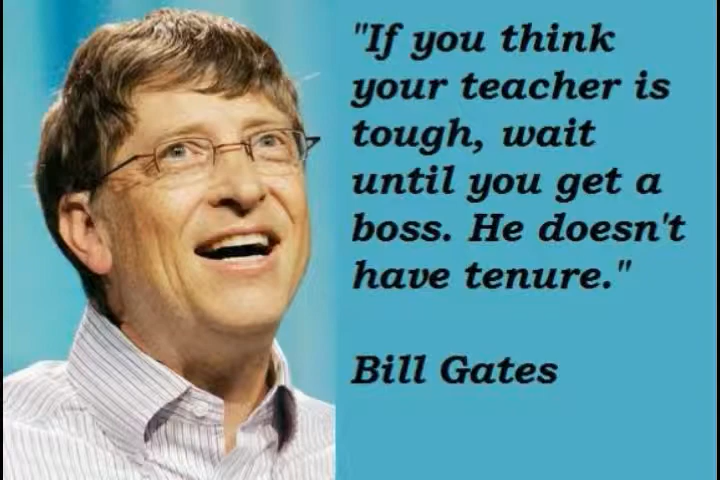 "If you think
your teacher is
tough, wait
until you get a
boss. He doesn't
have tenure."
Bill Gates